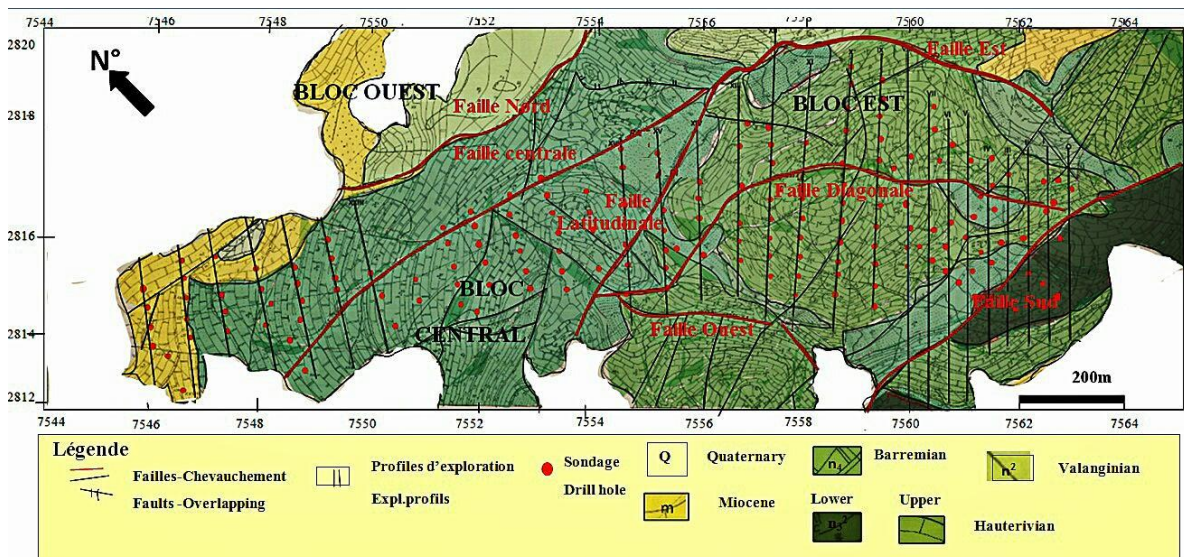 7544 7546 7548 7550 7552 7554 7556 7558 7560 7562 7564
2820
2818
2816
2814
2812
N°
BLOC OUEST
Faille Nord
Faille centrale
Faille
Latitudinale
BLOC EST
Faille Est
Faille Diagonale
BLOC
CENTRAL
Faille Ouest
Faille Sud
200m
7544 7546 7548 7550 7552 7554 7556 7558 7560 7562 7564
Légende
Failles-Chevauchement
Faults -Overlapping
Profiles d'exploration
Expl.profils
Sondage
Drill hole
Q Quaternary
m Miocene
n4 Barremian
Lower Upper
Hauterivian
n² Valanginian